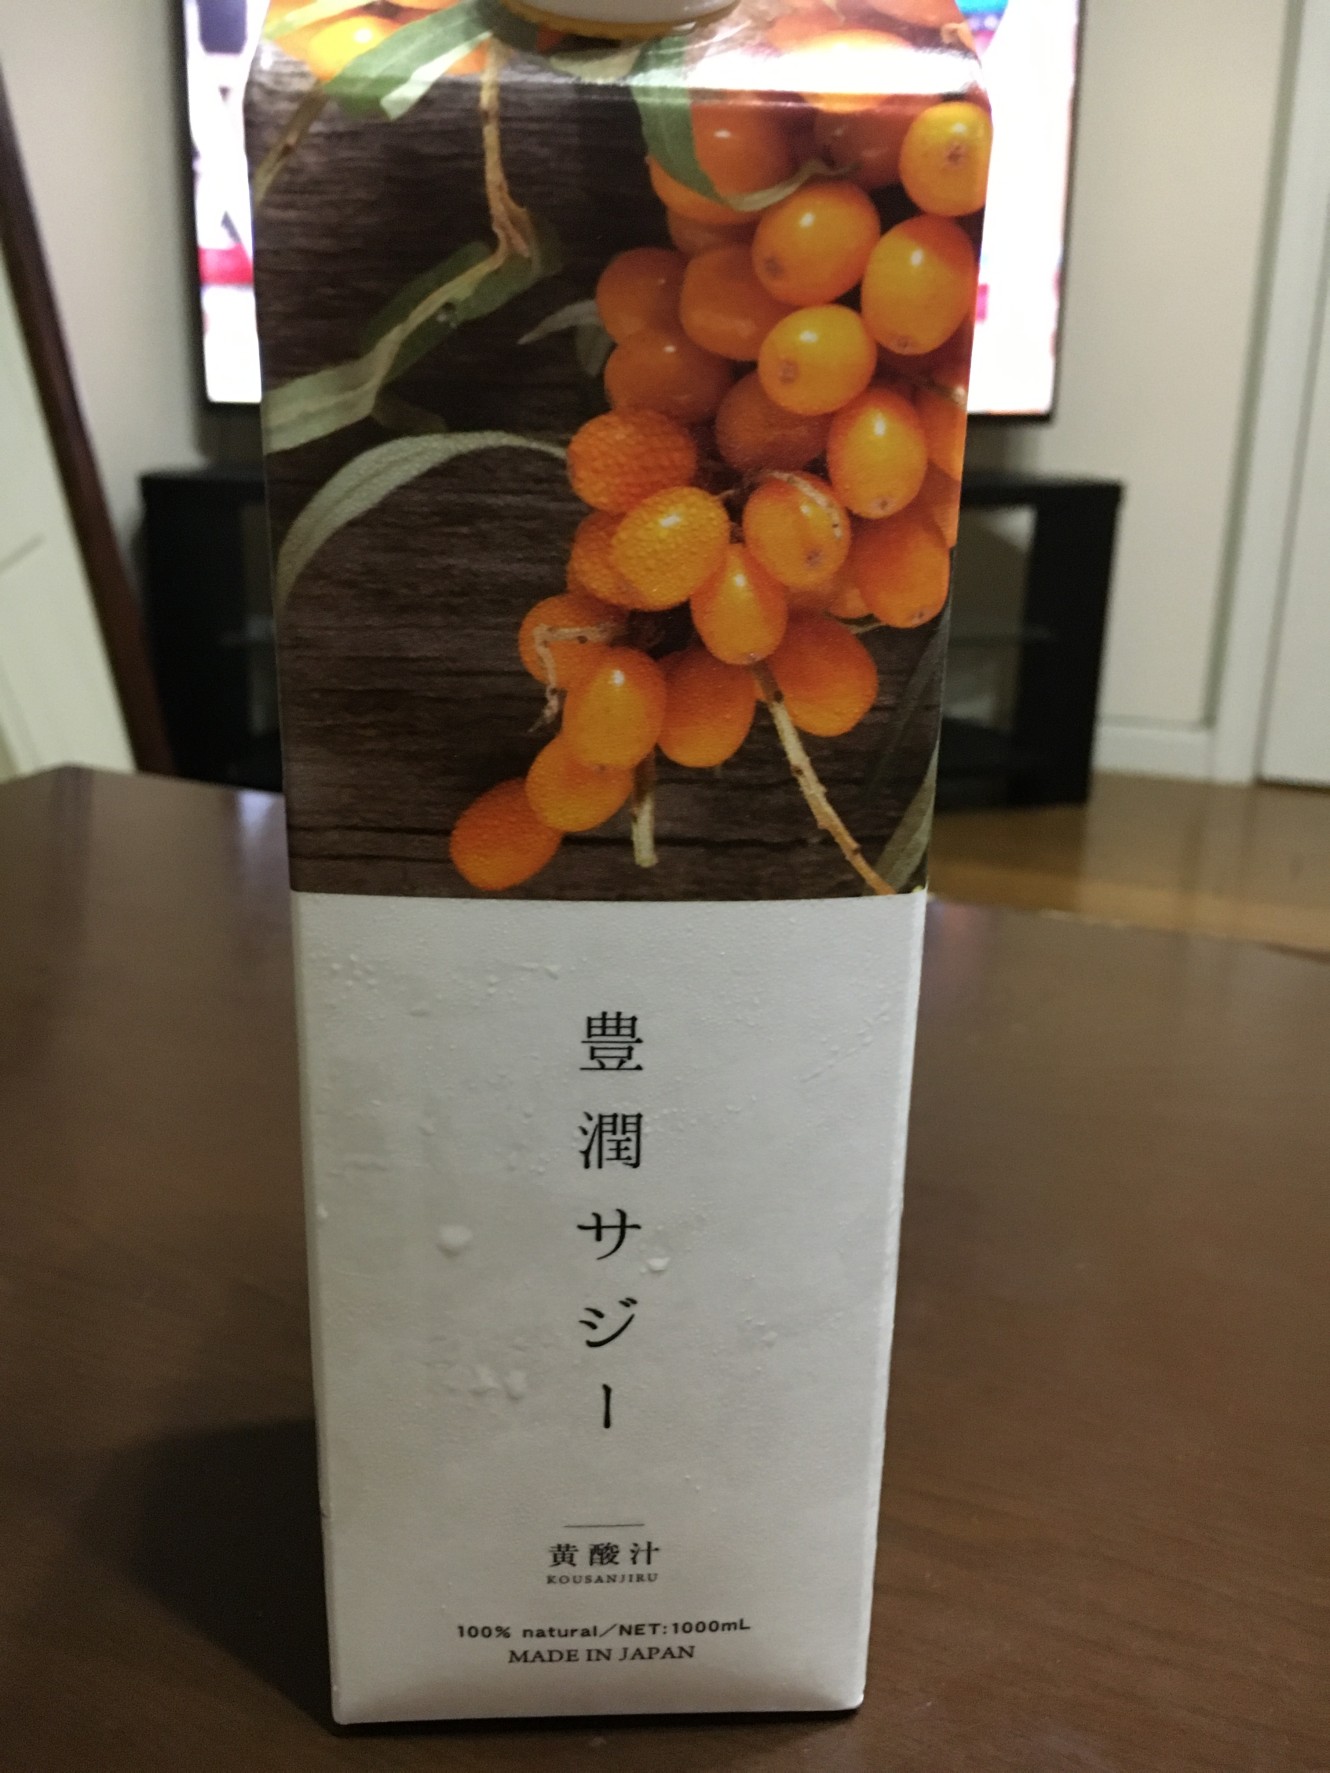 豊潤サジー
黄酸汁
KOUSANJIRU
100% natural／NET:1000mL
MADE IN JAPAN